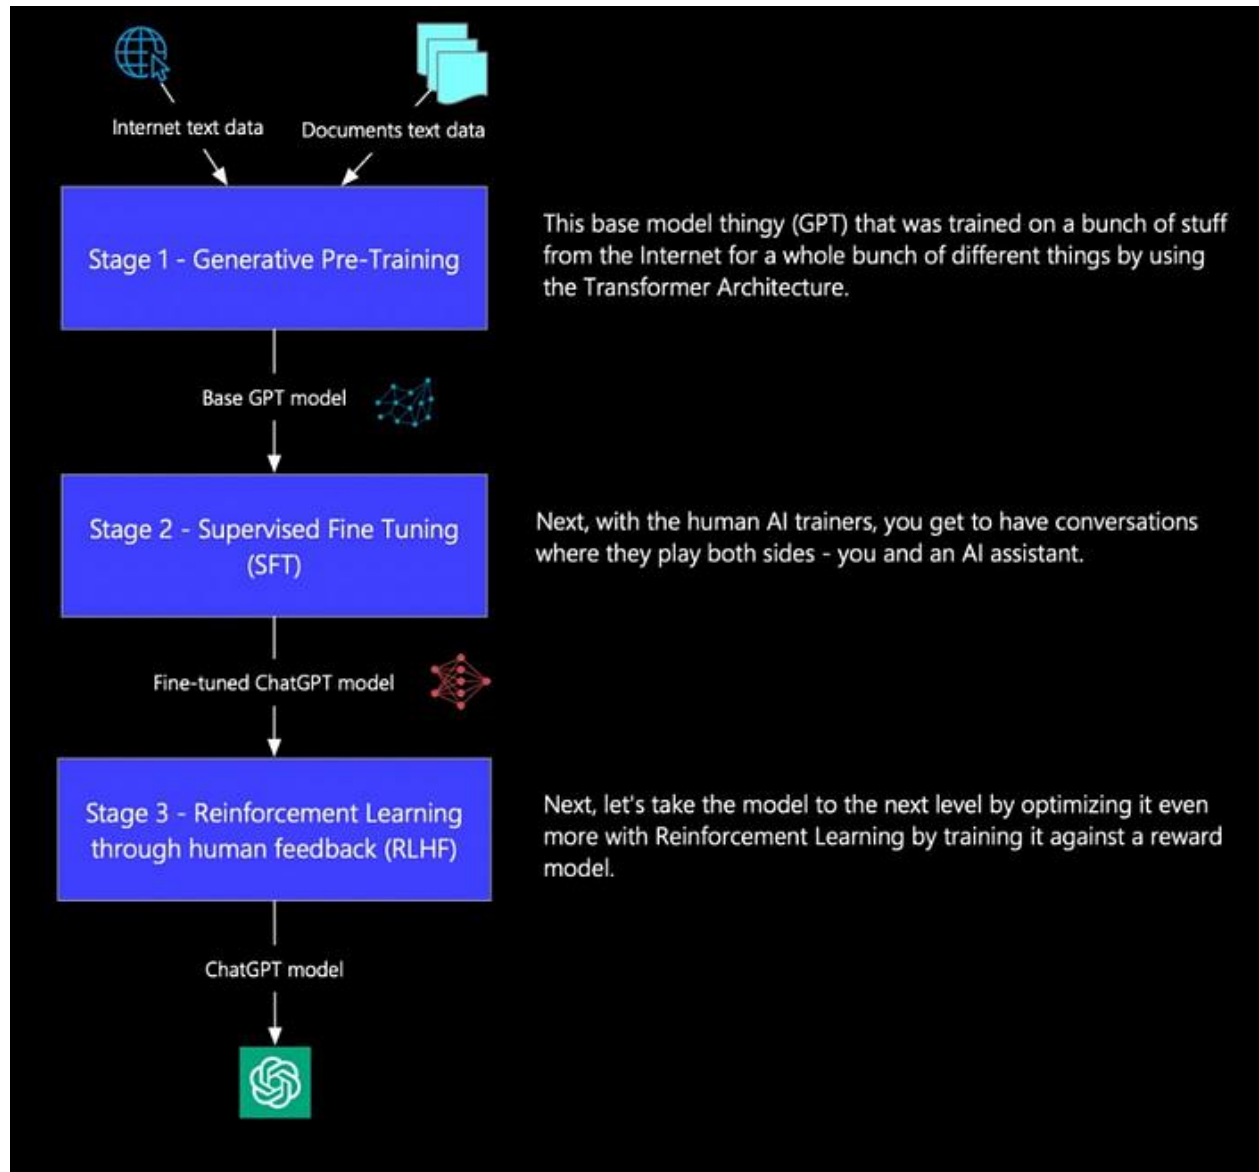 Internet text data
Documents text data
Stage 1 - Generative Pre-Training
This base model thingy (GPT) that was trained on a bunch of stuff
from the Internet for a whole bunch of different things by using
the Transformer Architecture.
Base GPT model
Stage 2 - Supervised Fine Tuning
(SFT)
Next, with the human AI trainers, you get to have conversations
where they play both sides - you and an AI assistant.
Fine-tuned ChatGPT model
Stage 3 - Reinforcement Learning
through human feedback (RLHF)
Next, let's take the model to the next level by optimizing it even
more with Reinforcement Learning by training it against a reward
model.
ChatGPT model